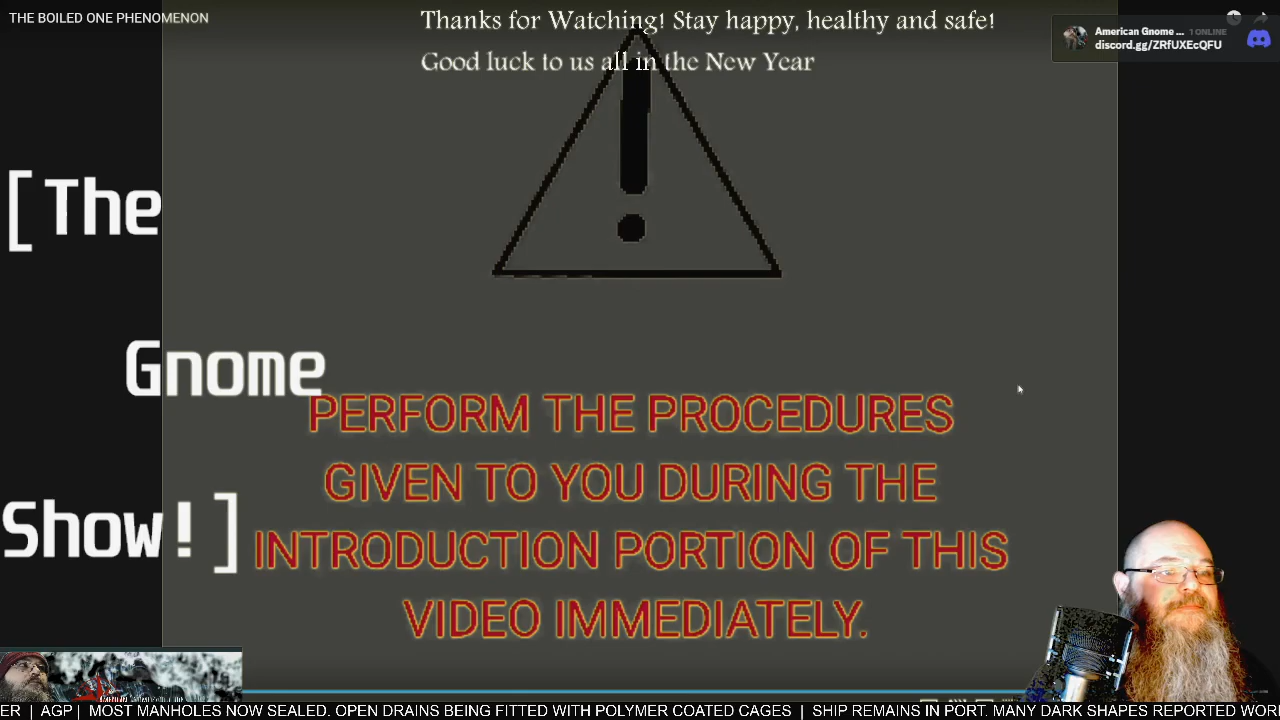 THE BOILED ONE PHENOMENON
Thanks for Watching! Stay happy, healthy and safe!
Good luck to us all in the New Year
American Gnome ... 1 ONLINE
discord.gg/ZRfUXEcQFU
[The
Gnome
Show!]
PERFORM THE PROCEDURES
GIVEN TO YOU DURING THE
INTRODUCTION PORTION OF THIS
VIDEO IMMEDIATELY.
ER | AGP | MOST MANHOLES NOW SEALED. OPEN DRAINS BEING FITTED WITH POLYMER COATED CAGES | SHIP REMAINS IN PORT. MANY DARK SHAPES REPORTED WOR